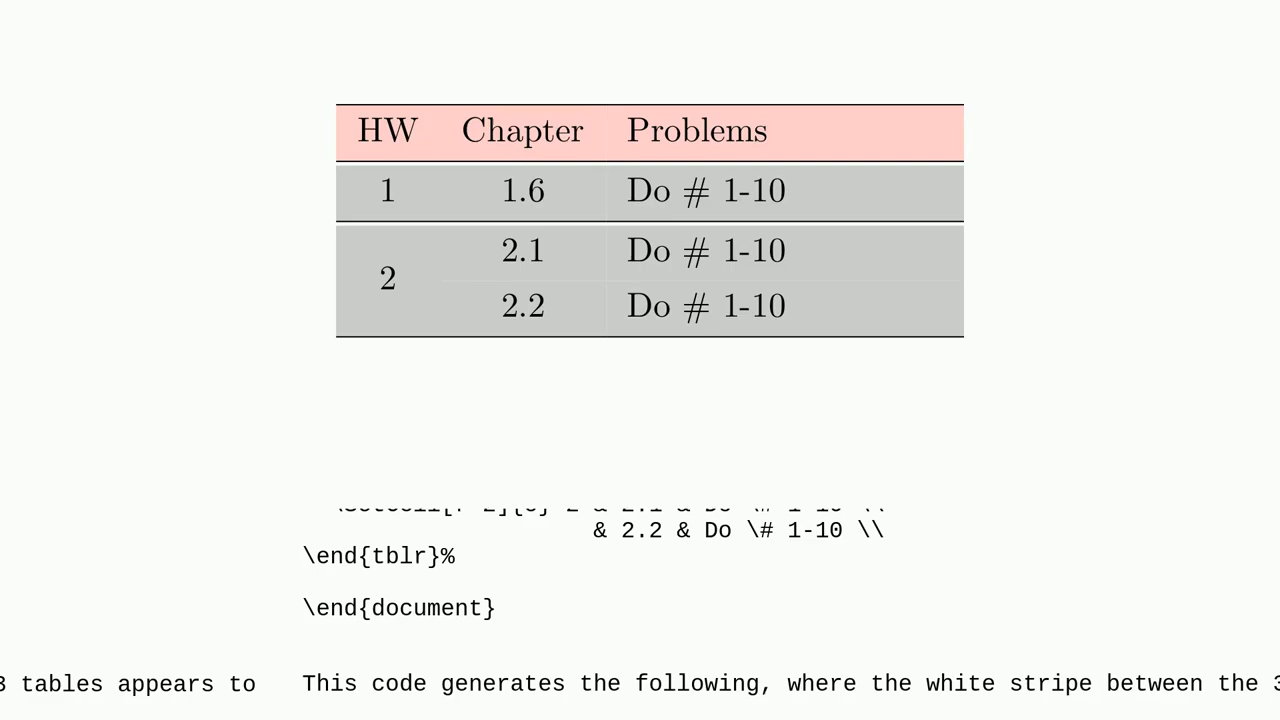 HW Chapter Problems
1 1.6 Do # 1-10
2.1 Do # 1-10
2
2.2 Do # 1-10
& 2.2 & Do \# 1-10 \\
\end{tblr}%
\end{document}
3 tables appears to This code generates the following, where the white stripe between the 3